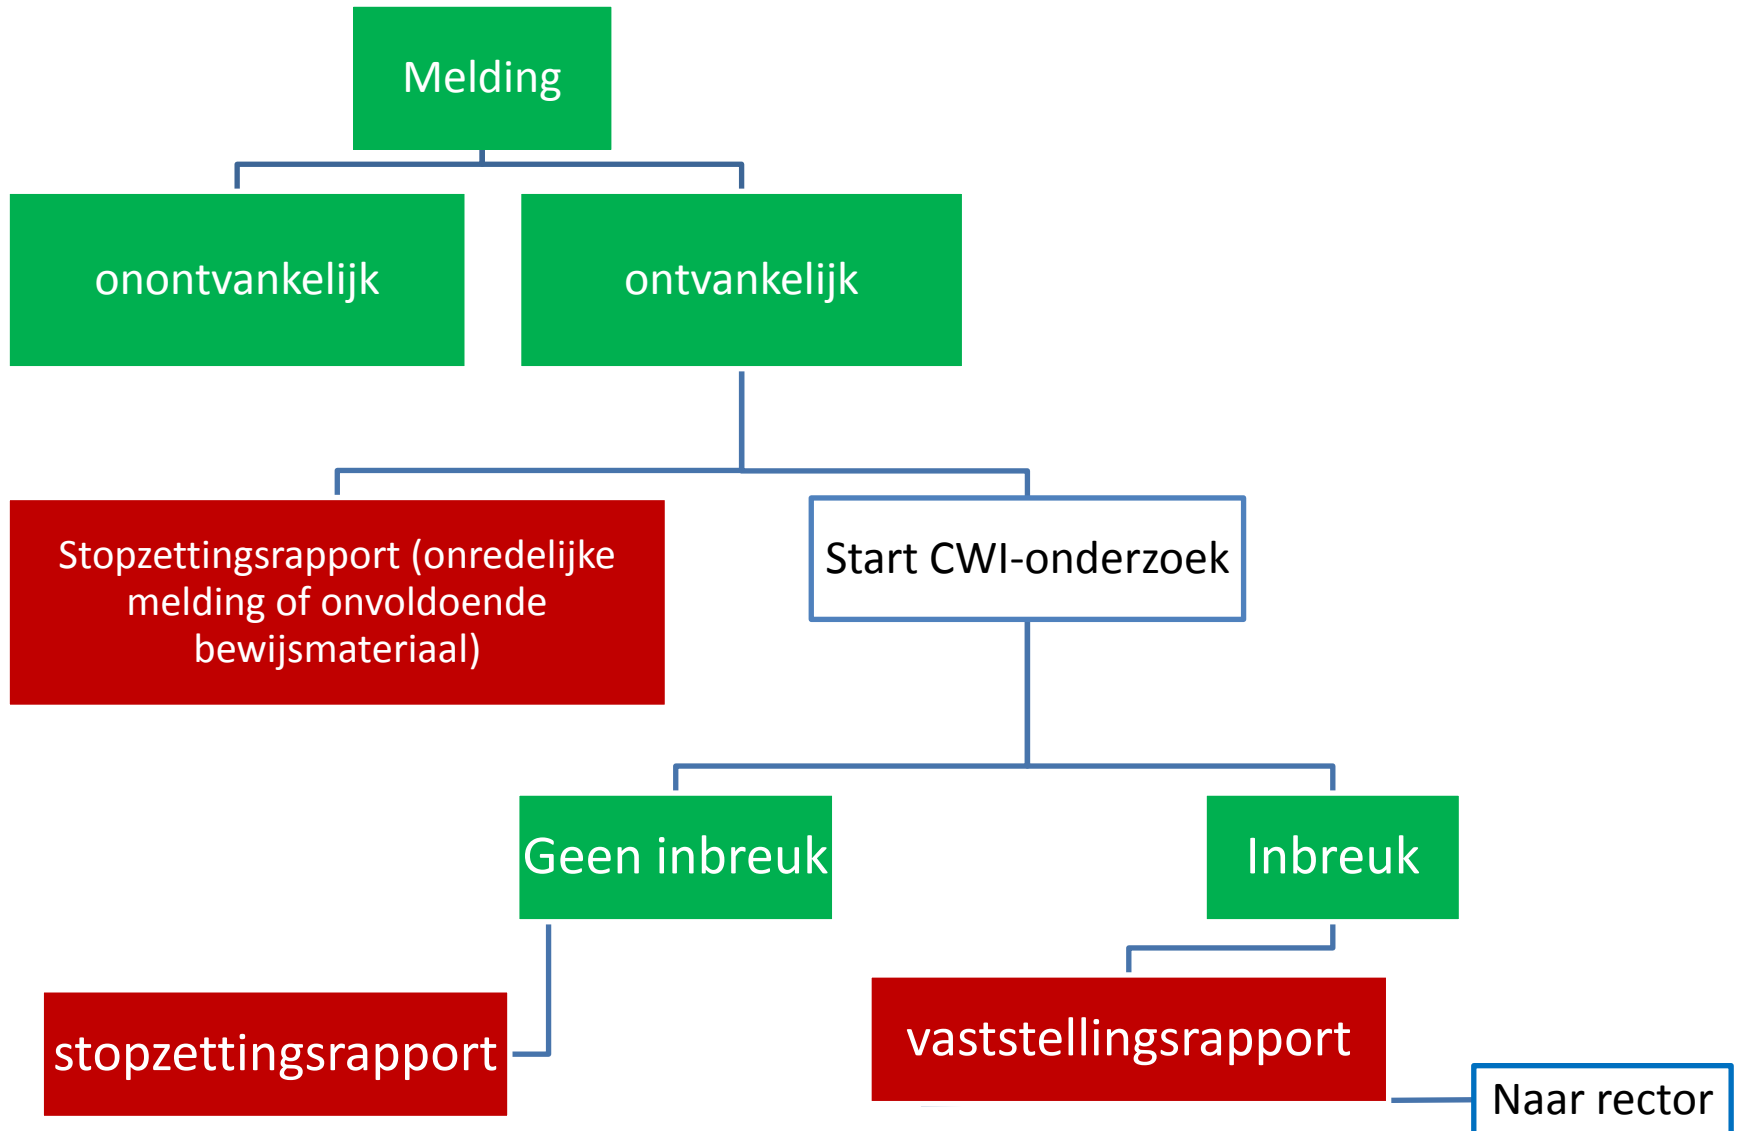 Melding
onontvankelijk
ontvankelijk
Stopzettingsrapport (onredelijke
melding of onvoldoende
bewijsmateriaal)
Start CWI-onderzoek
Geen inbreuk
Inbreuk
stopzettingsrapport
vaststellingsrapport
Naar rector